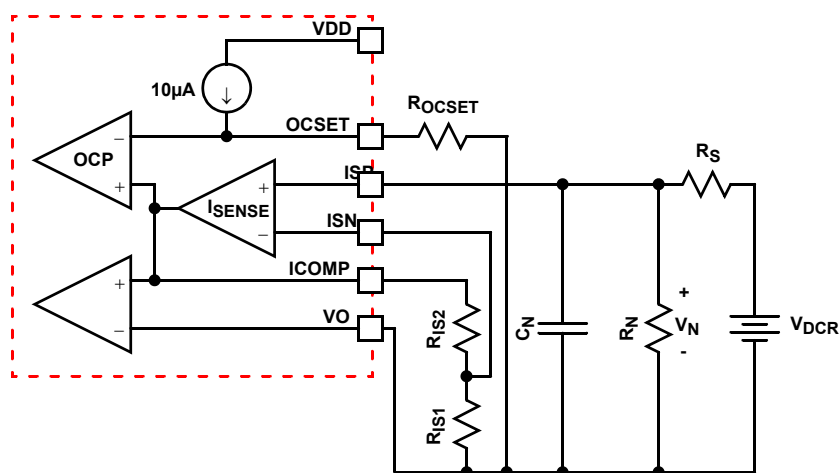 VDD
10µA
↓
OCSET
ROCSET
−
OCP
+
ISP
RS
+
ISENSE
−
ISN
ICOMP
+
VO
−
RIS2
RIS1
CN
RN
+
VN
-
VDCR